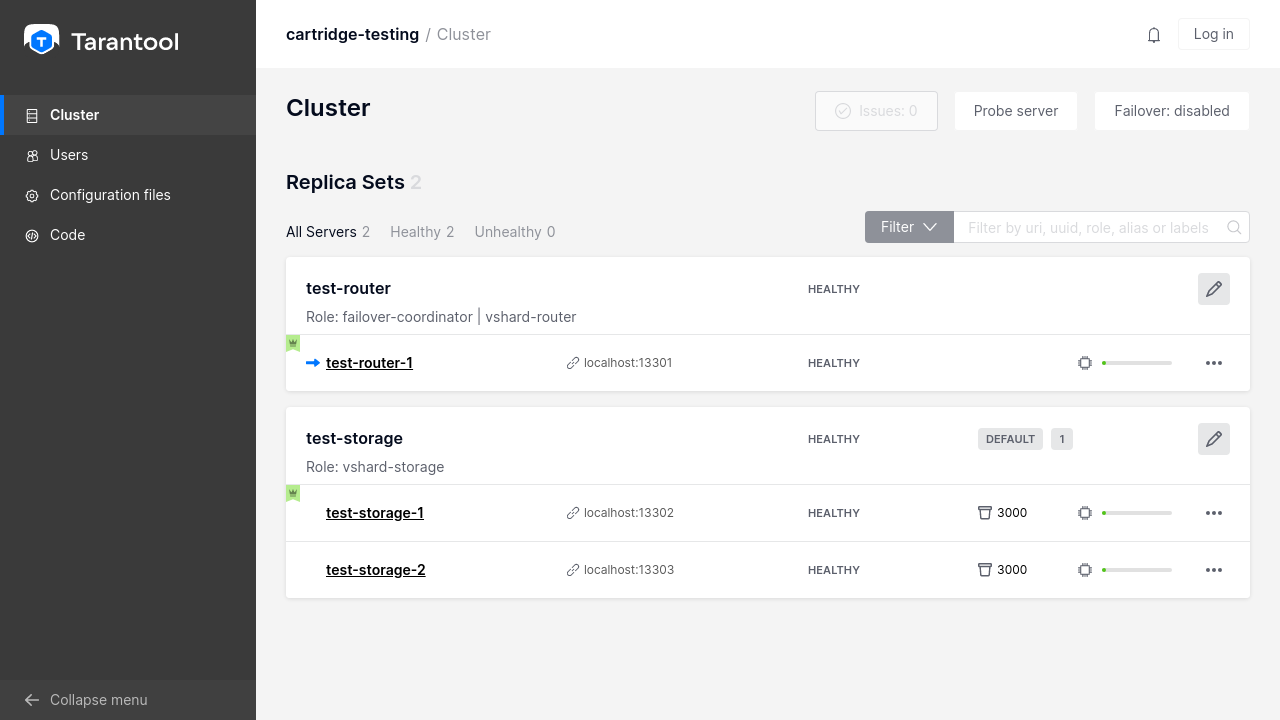 Tarantool
Cluster
Users
Configuration files
Code
Collapse menu
cartridge-testing / Cluster
Log in
Cluster
Issues: 0
Probe server
Failover: disabled
Replica Sets 2
All Servers 2
Healthy 2
Unhealthy 0
Filter
Filter by uri, uuid, role, alias or labels
test-router
HEALTHY
Role: failover-coordinator | vshard-router
test-router-1
localhost:13301
HEALTHY
test-storage
HEALTHY
DEFAULT
1
Role: vshard-storage
test-storage-1
localhost:13302
HEALTHY
3000
test-storage-2
localhost:13303
HEALTHY
3000